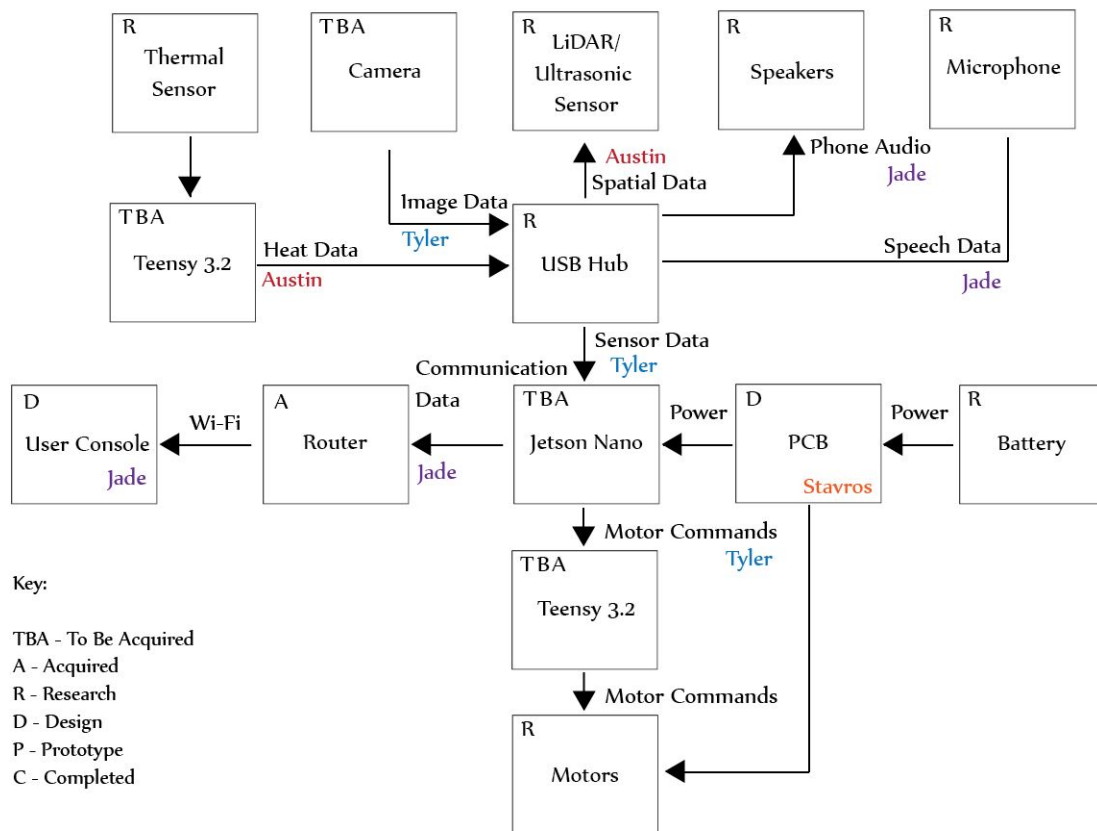 R
Thermal
Sensor
TBA
Camera
R
LiDAR/
Ultrasonic
Sensor
R
Speakers
R
Microphone
Phone Audio
Jade
Austin
Spatial Data
Image Data
Tyler
TBA
Teensy 3.2
Heat Data
Austin
R
USB Hub
Speech Data
Jade
Sensor Data
Tyler
Communication
Data
Jade
D
User Console
Jade
Wi-Fi
A
Router
TBA
Jetson Nano
Power
D
PCB
Stavros
Power
R
Battery
Motor Commands
Tyler
TBA
Teensy 3.2
Motor Commands
R
Motors
Key:
TBA - To Be Acquired
A - Acquired
R - Research
D - Design
P - Prototype
C - Completed